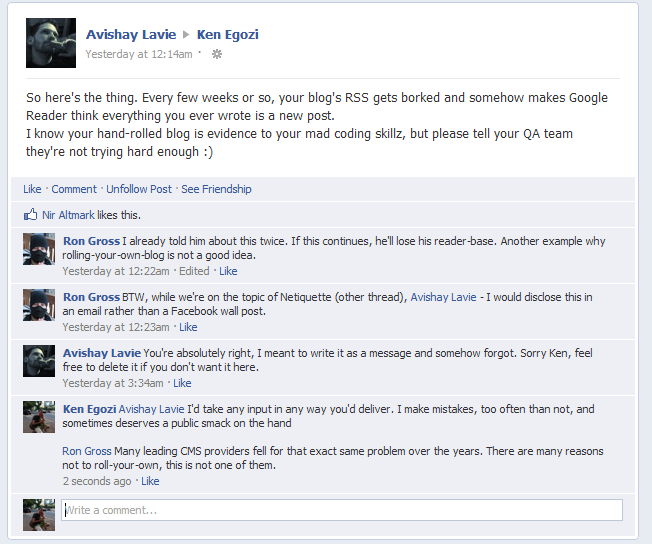 Avishay Lavie ▶ Ken Egozi
Yesterday at 12:14am ·
So here's the thing. Every few weeks or so, your blog's RSS gets borked and somehow makes Google
Reader think everything you ever wrote is a new post.
I know your hand-rolled blog is evidence to your mad coding skillz, but please tell your QA team
they're not trying hard enough :)
Like · Comment · Unfollow Post · See Friendship
Nir Altmark likes this.
Ron Gross I already told him about this twice. If this continues, he'll lose his reader-base. Another example why
rolling-your-own-blog is not a good idea.
Yesterday at 12:22am · Edited · Like
Ron Gross BTW, while we're on the topic of Netiquette (other thread), Avishay Lavie - I would disclose this in
an email rather than a Facebook wall post.
Yesterday at 12:23am · Like
Avishay Lavie You're absolutely right, I meant to write it as a message and somehow forgot. Sorry Ken, feel
free to delete it if you don't want it here.
Yesterday at 3:34am · Like
Ken Egozi Avishay Lavie I'd take any input in any way you'd deliver. I make mistakes, too often than not, and
sometimes deserves a public smack on the hand
Ron Gross Many leading CMS providers fell for that exact same problem over the years. There are many reasons
not to roll-your-own, this is not one of them.
2 seconds ago · Like
Write a comment...